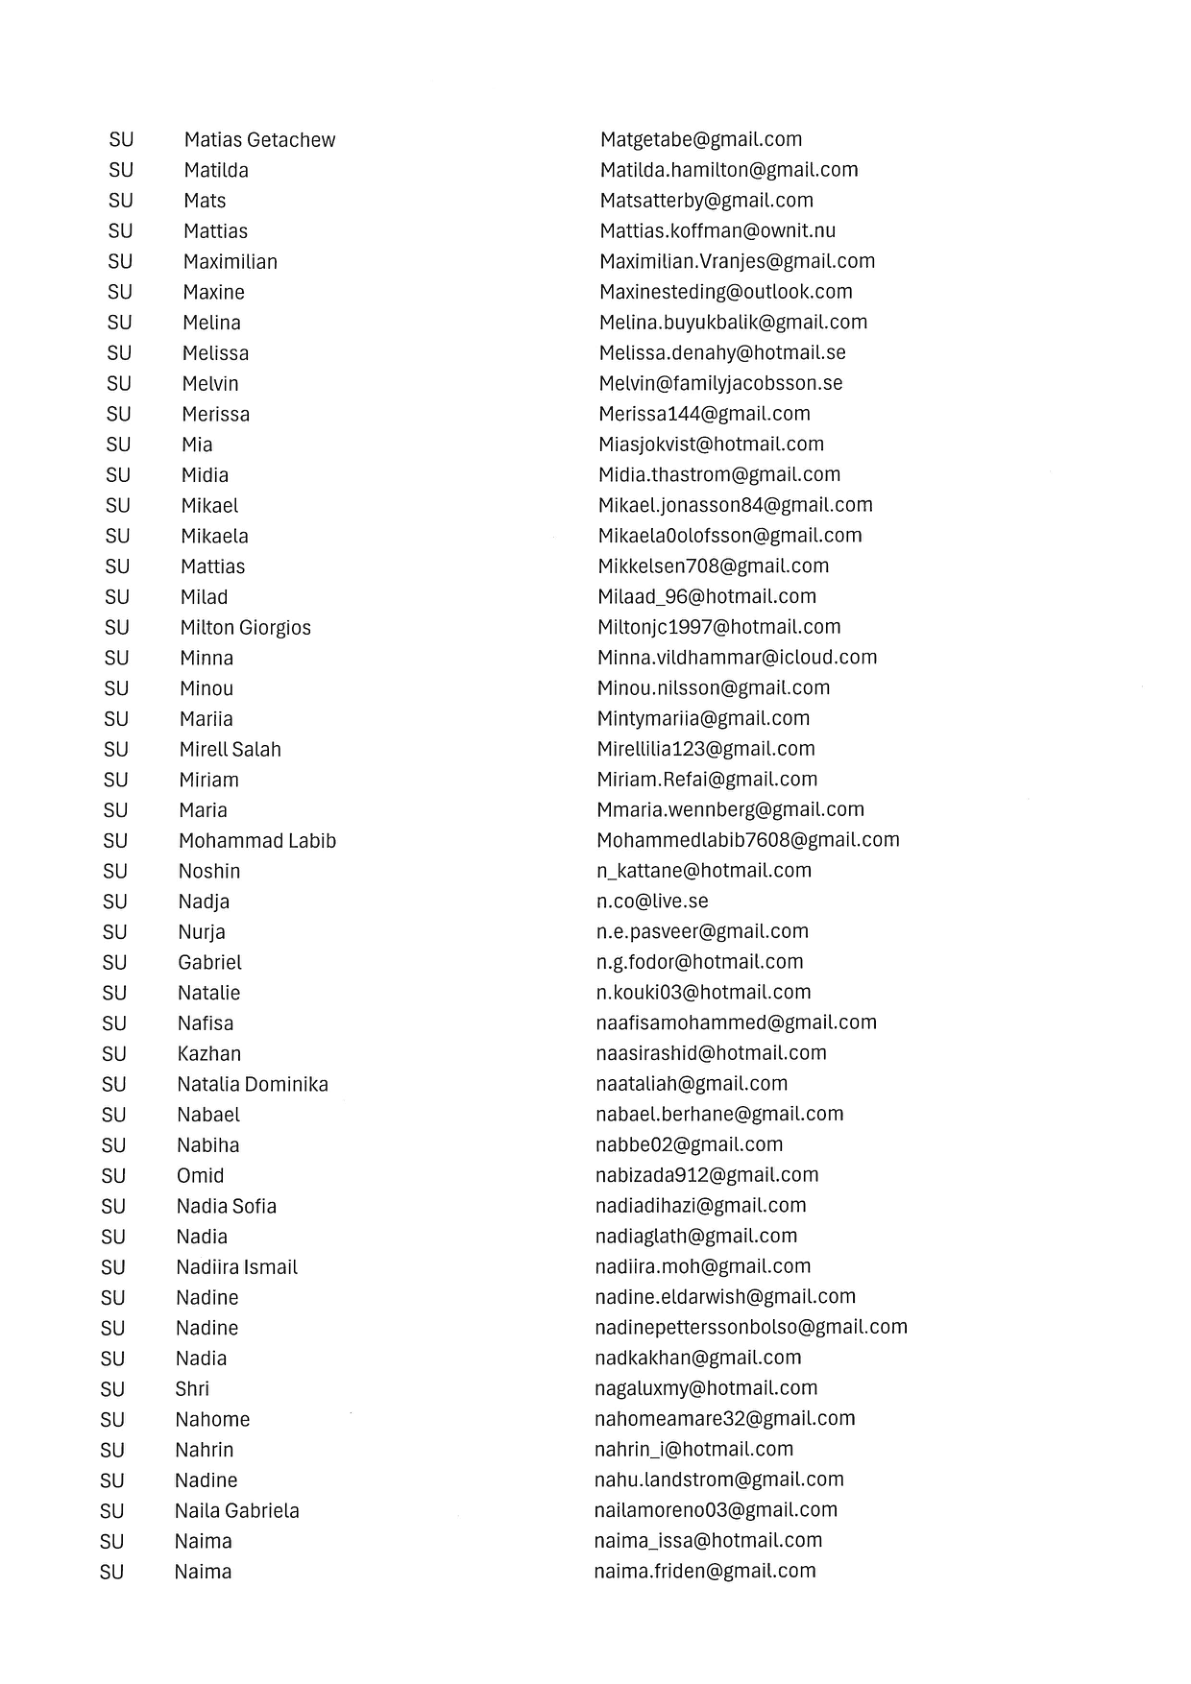 SU Matias Getachew Matgetabe@gmail.com
SU Matilda Matilda.hamilton@gmail.com
SU Mats Matsatterby@gmail.com
SU Mattias Mattias.koffman@ownit.nu
SU Maximilian Maximilian.Vranjes@gmail.com
SU Maxine Maxinesteding@outlook.com
SU Melina Melina.buyukbalik@gmail.com
SU Melissa Melissa.denahy@hotmail.se
SU Melvin Melvin@familyjacobsson.se
SU Merissa Merissa144@gmail.com
SU Mia Miasjokvist@hotmail.com
SU Midia Midia.thastrom@gmail.com
SU Mikael Mikael.jonasson84@gmail.com
SU Mikaela Mikaela0olofsson@gmail.com
SU Mattias Mikkelsen708@gmail.com
SU Milad Milaad_96@hotmail.com
SU Milton Giorgios Miltonjc1997@hotmail.com
SU Minna Minna.vildhammar@icloud.com
SU Minou Minou.nilsson@gmail.com
SU Mariia Mintymariia@gmail.com
SU Mirell Salah Mirellilia123@gmail.com
SU Miriam Miriam.Refai@gmail.com
SU Maria Mmaria.wennberg@gmail.com
SU Mohammad Labib Mohammedlabib7608@gmail.com
SU Noshin n_kattane@hotmail.com
SU Nadja n.co@live.se
SU Nurja n.e.pasveer@gmail.com
SU Gabriel n.g.fodor@hotmail.com
SU Natalie n.kouki03@hotmail.com
SU Nafisa naafisamohammed@gmail.com
SU Kazhan naasirashid@hotmail.com
SU Natalia Dominika naataliah@gmail.com
SU Nabael nabael.berhane@gmail.com
SU Nabiha nabbe02@gmail.com
SU Omid nabizada912@gmail.com
SU Nadia Sofia nadiadihazi@gmail.com
SU Nadia nadiaglath@gmail.com
SU Nadiira Ismail nadiira.moh@gmail.com
SU Nadine nadine.eldarwish@gmail.com
SU Nadine nadinepetterssonbolso@gmail.com
SU Nadia nadkakhan@gmail.com
SU Shri nagaluxmy@hotmail.com
SU Nahome nahomeamare32@gmail.com
SU Nahrin nahrin_i@hotmail.com
SU Nadine nahu.landstrom@gmail.com
SU Naila Gabriela nailamoreno03@gmail.com
SU Naima naima_issa@hotmail.com
SU Naima naima.friden@gmail.com